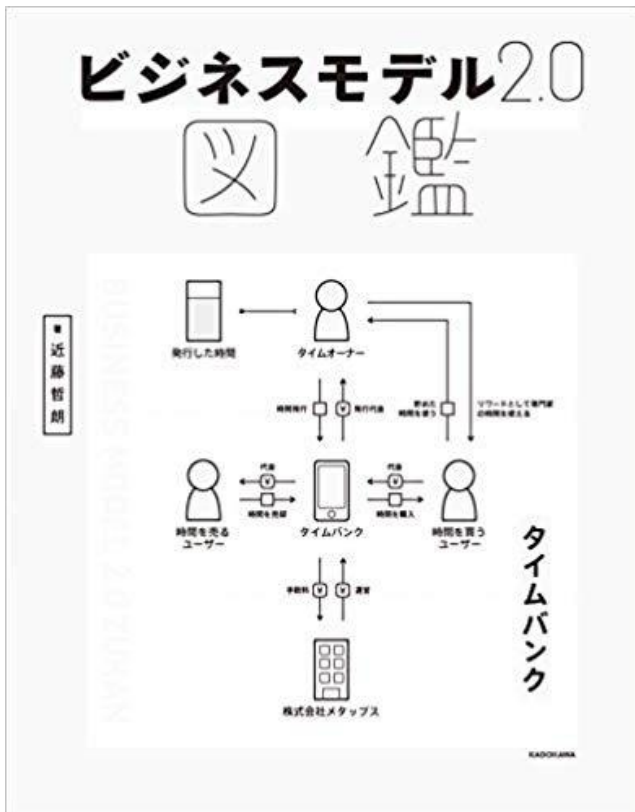 ビジネスモデル2.0
図鑑
近藤哲朗
BUSINESS MODEL 2.0 ZUKAN
発行した時間
タイムオーナー
時間発行
¥
発行代金
貯めた
時間を使う
リワードとして専門家
の時間を使える
代金
¥
時間を売却
代金
¥
時間を購入
時間を売る
ユーザー
タイムバンク
時間を買う
ユーザー
手数料
¥
¥
運営
株式会社メタップス
タイムバンク
KADOKAWA